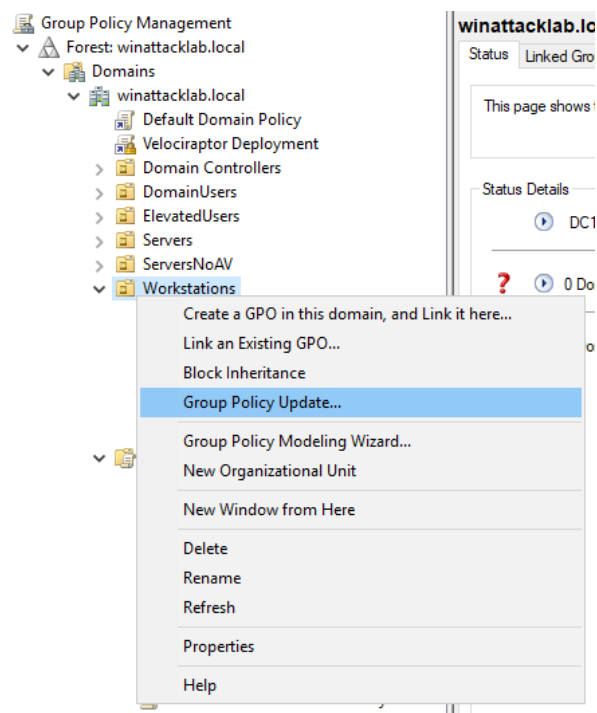 Group Policy Management
Forest: winattacklab.local
Domains
winattacklab.local
Default Domain Policy
Velociraptor Deployment
Domain Controllers
DomainUsers
ElevatedUsers
Servers
ServersNoAV
Workstations
Create a GPO in this domain, and Link it here...
Link an Existing GPO...
Block Inheritance
Group Policy Update...
Group Policy Modeling Wizard...
New Organizational Unit
New Window from Here
Delete
Rename
Refresh
Properties
Help
winattacklab.lo
Status Linked Gro
This page shows
Status Details
DC1
? 0 Do